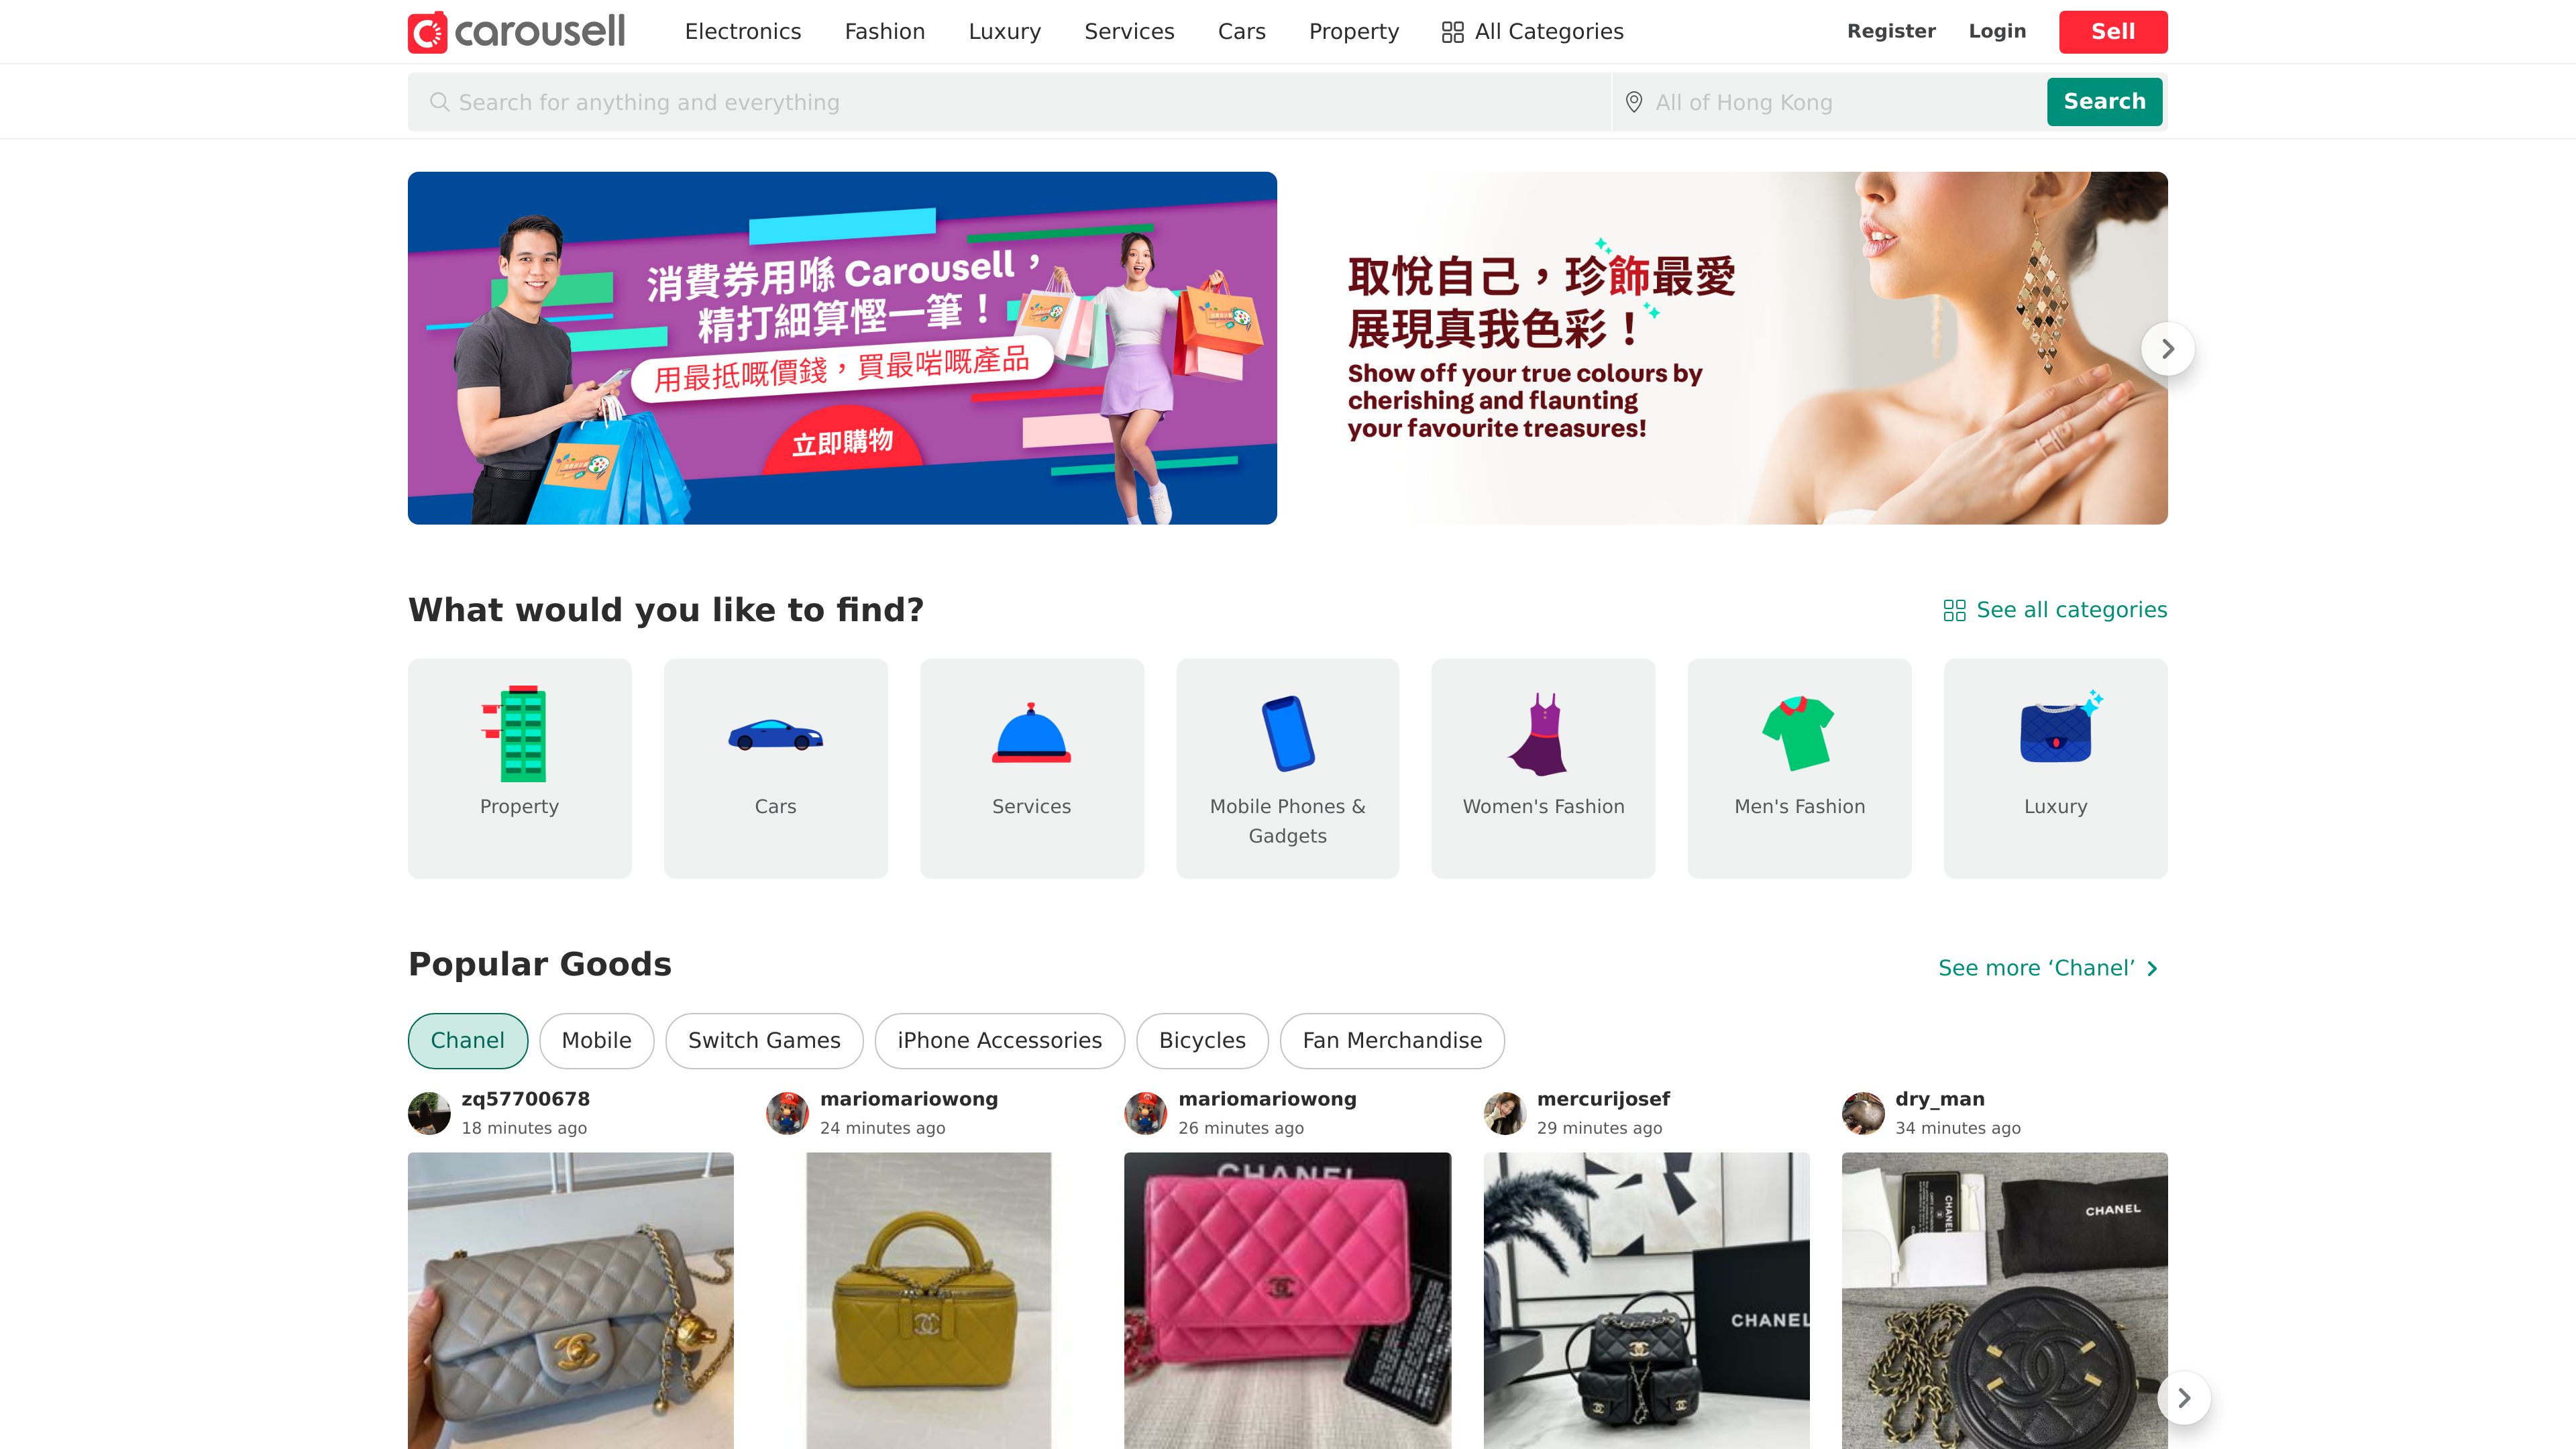 carousell
Electronics
Fashion
Luxury
Services
Cars
Property
All Categories
Register
Login
Sell
Search for anything and everything
All of Hong Kong
Search
消費券用喺 Carousell，
精打細算慳一筆！
用最抵嘅價錢，買最啱嘅產品
立即購物
取悅自己，珍飾最愛
展現真我色彩！
Show off your true colours by
cherishing and flaunting
your favourite treasures!
What would you like to find?
See all categories
Property
Cars
Services
Mobile Phones &
Gadgets
Women's Fashion
Men's Fashion
Luxury
Popular Goods
See more ‘Chanel’
Chanel
Mobile
Switch Games
iPhone Accessories
Bicycles
Fan Merchandise
zq57700678
18 minutes ago
mariomariowong
24 minutes ago
mariomariowong
26 minutes ago
mercurijosef
29 minutes ago
dry_man
34 minutes ago
CHANEL
CHANEL
CHANEL
CHANEL